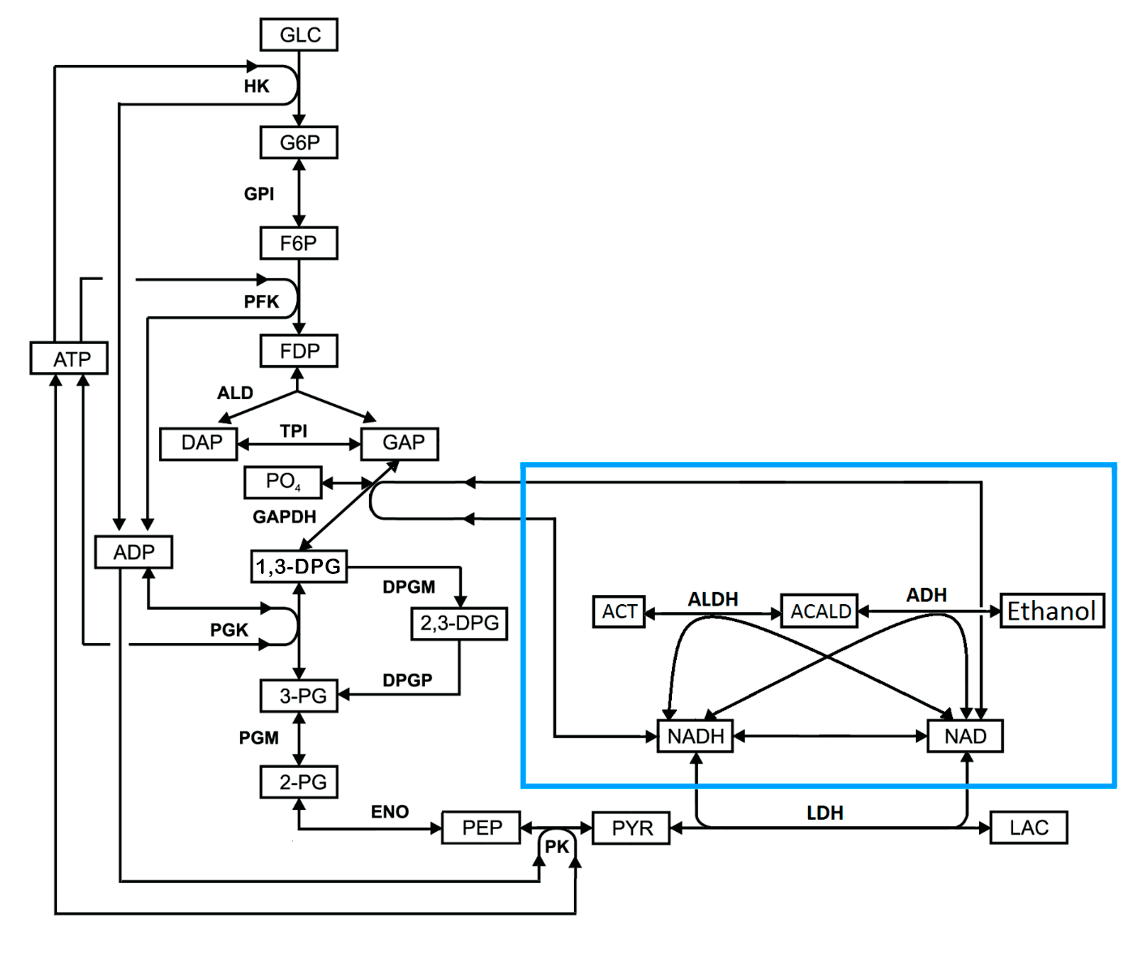 GLC
HK
G6P
GPI
F6P
PFK
ATP
FDP
ALD
DAP
TPI
GAP
PO₄
GAPDH
ADP
1,3-DPG
DPGM
2,3-DPG
PGK
DPGP
3-PG
PGM
2-PG
ENO
PEP
PK
PYR
LDH
LAC
ACT
ALDH
ACALD
ADH
Ethanol
NADH
NAD